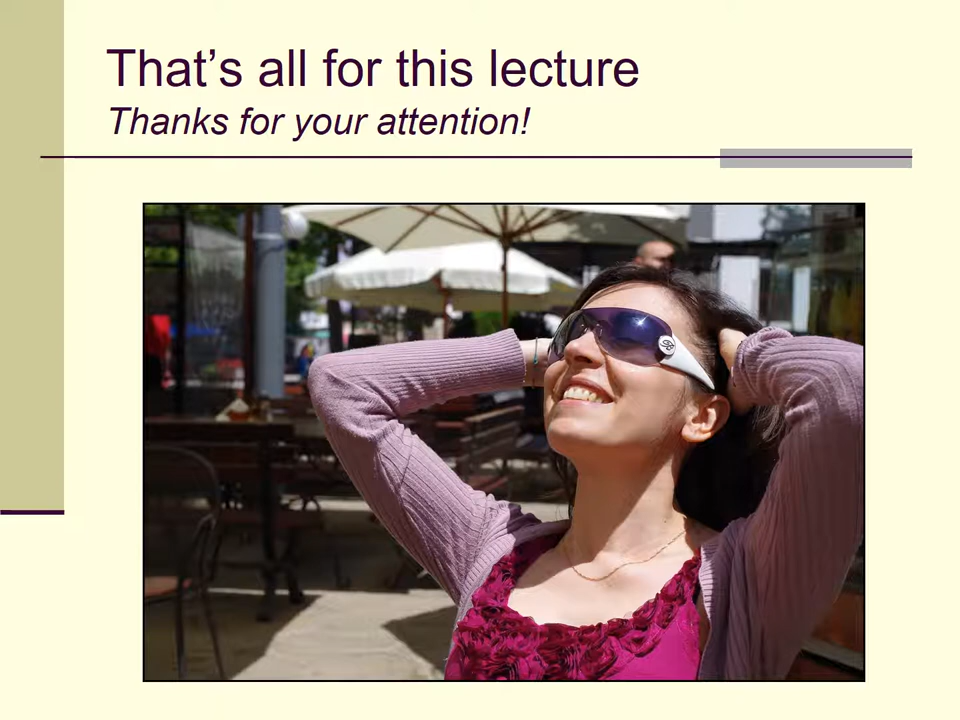 That’s all for this lecture
Thanks for your attention!